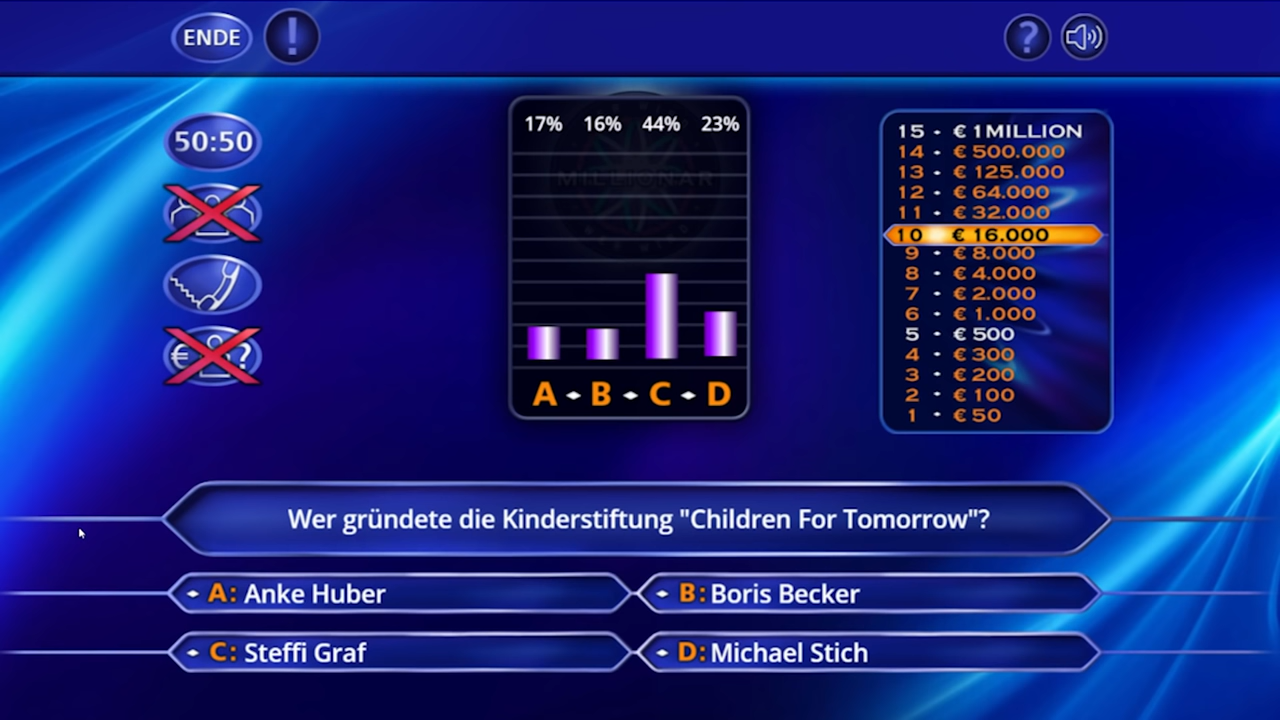 ENDE !
?
50:50
€ ?
17% 16% 44% 23%
MILLIONÄR
A B C D
15 • € 1 MILLION
14 • € 500.000
13 • € 125.000
12 • € 64.000
11 • € 32.000
10 € 16.000
9 • € 8.000
8 • € 4.000
7 • € 2.000
6 • € 1.000
5 • € 500
4 • € 300
3 • € 200
2 • € 100
1 • € 50
Wer gründete die Kinderstiftung "Children For Tomorrow"?
A: Anke Huber
B: Boris Becker
C: Steffi Graf
D: Michael Stich